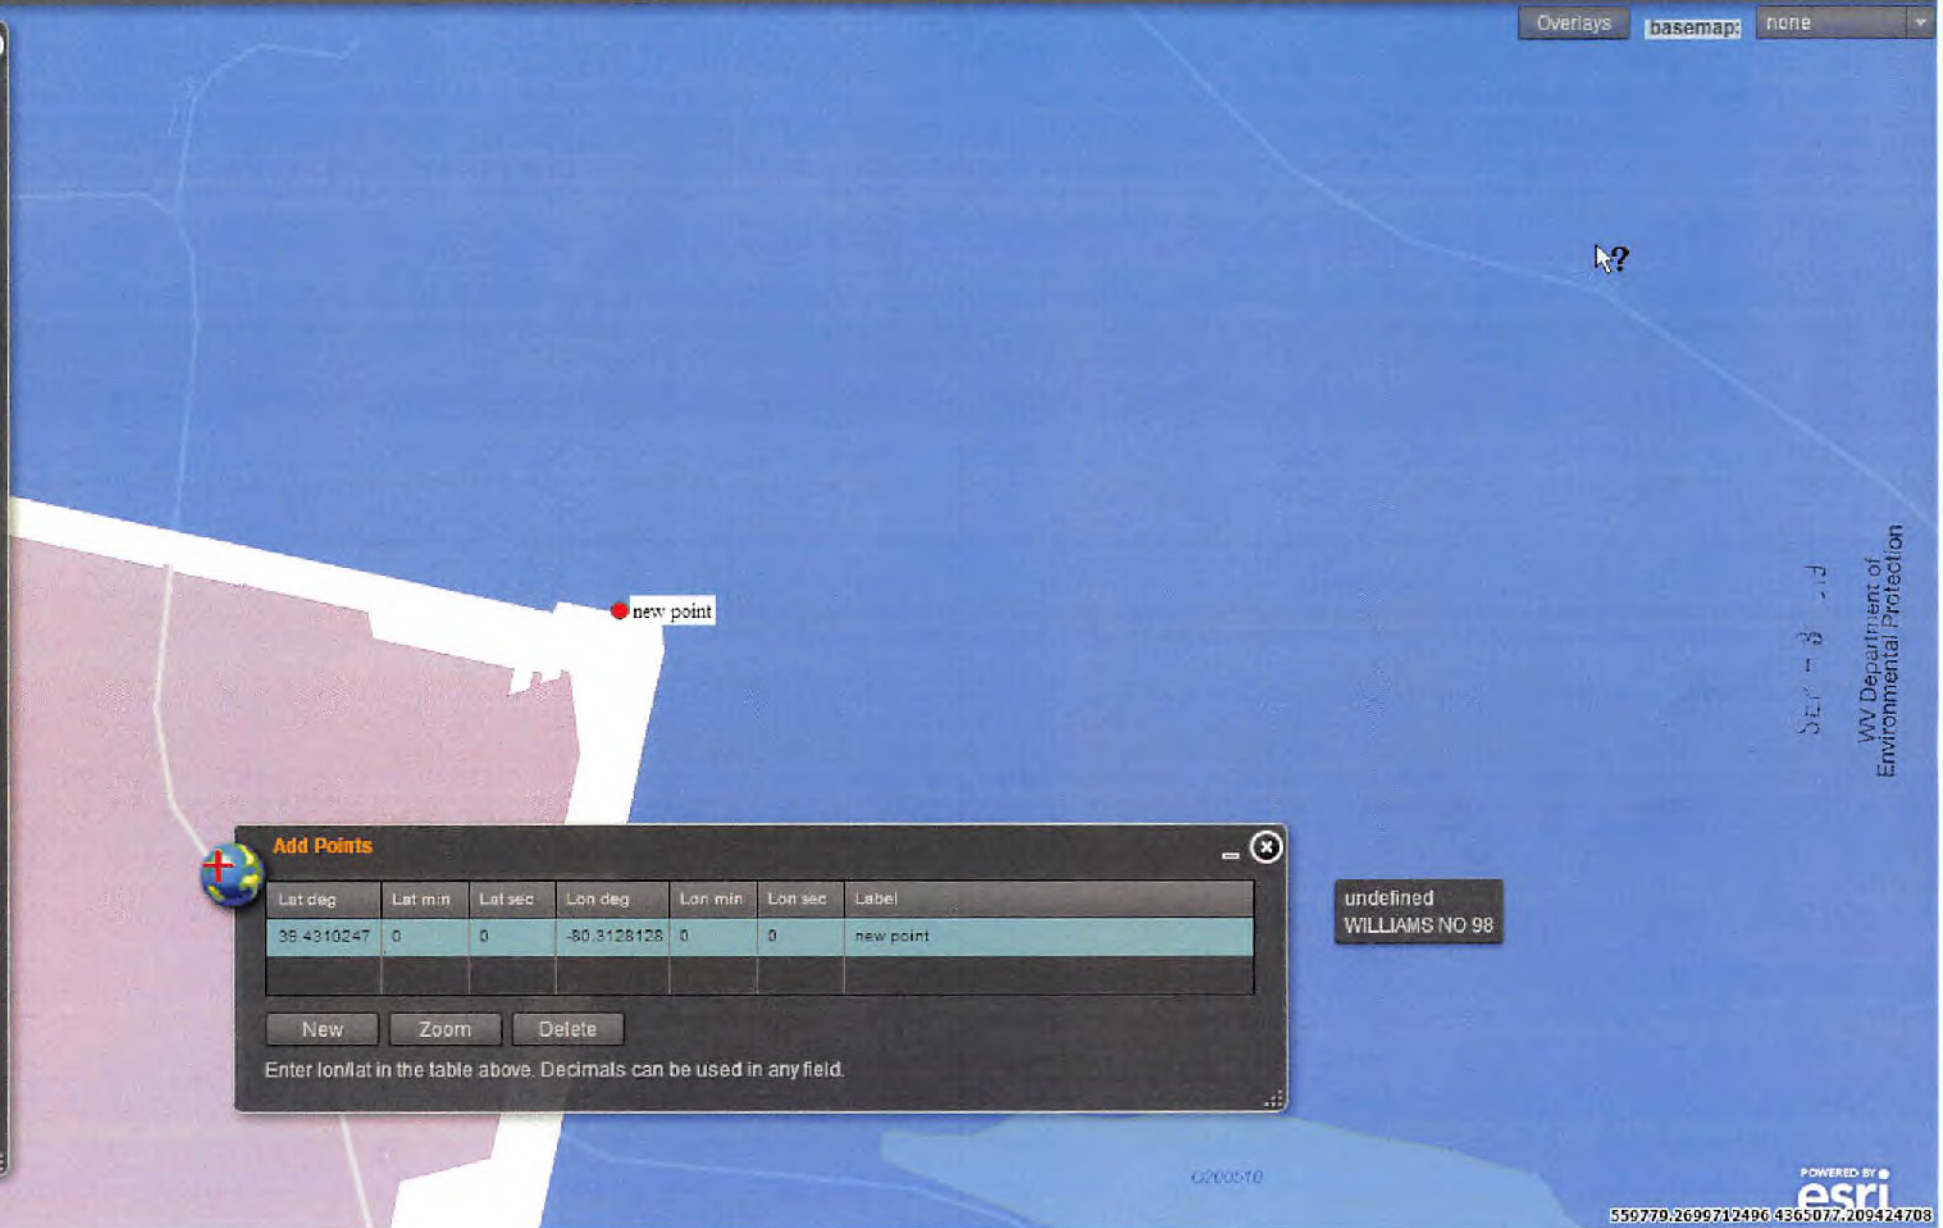 Overlays
basemap:
none
?
new point
WV Department of
Environmental Protection
Add Points
Lat deg Lat min Lat sec Lon deg Lon min Lon sec Label
39.4310247 0 0 -80.3128128 0 0 new point
New Zoom Delete
Enter lon/lat in the table above. Decimals can be used in any field.
undefined
WILLIAMS NO 98
O200510
POWERED BY
esri
559779.2699712496 4365077.209424708